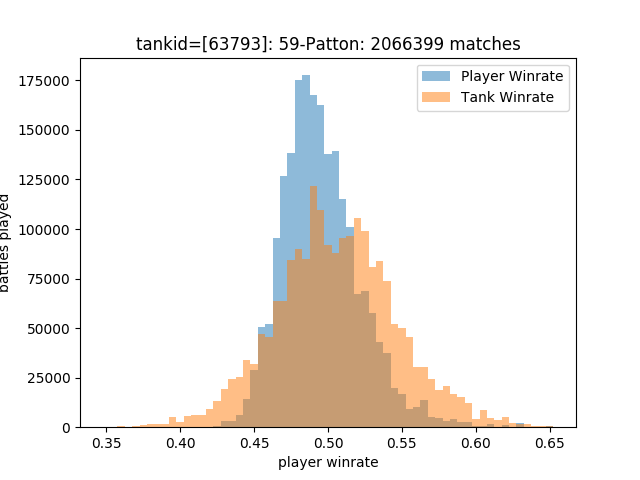 tankid=[63793]: 59-Patton: 2066399 matches
Player Winrate
Tank Winrate
175000
150000
125000
100000
75000
50000
25000
0
battles played
0.35 0.40 0.45 0.50 0.55 0.60 0.65
player winrate